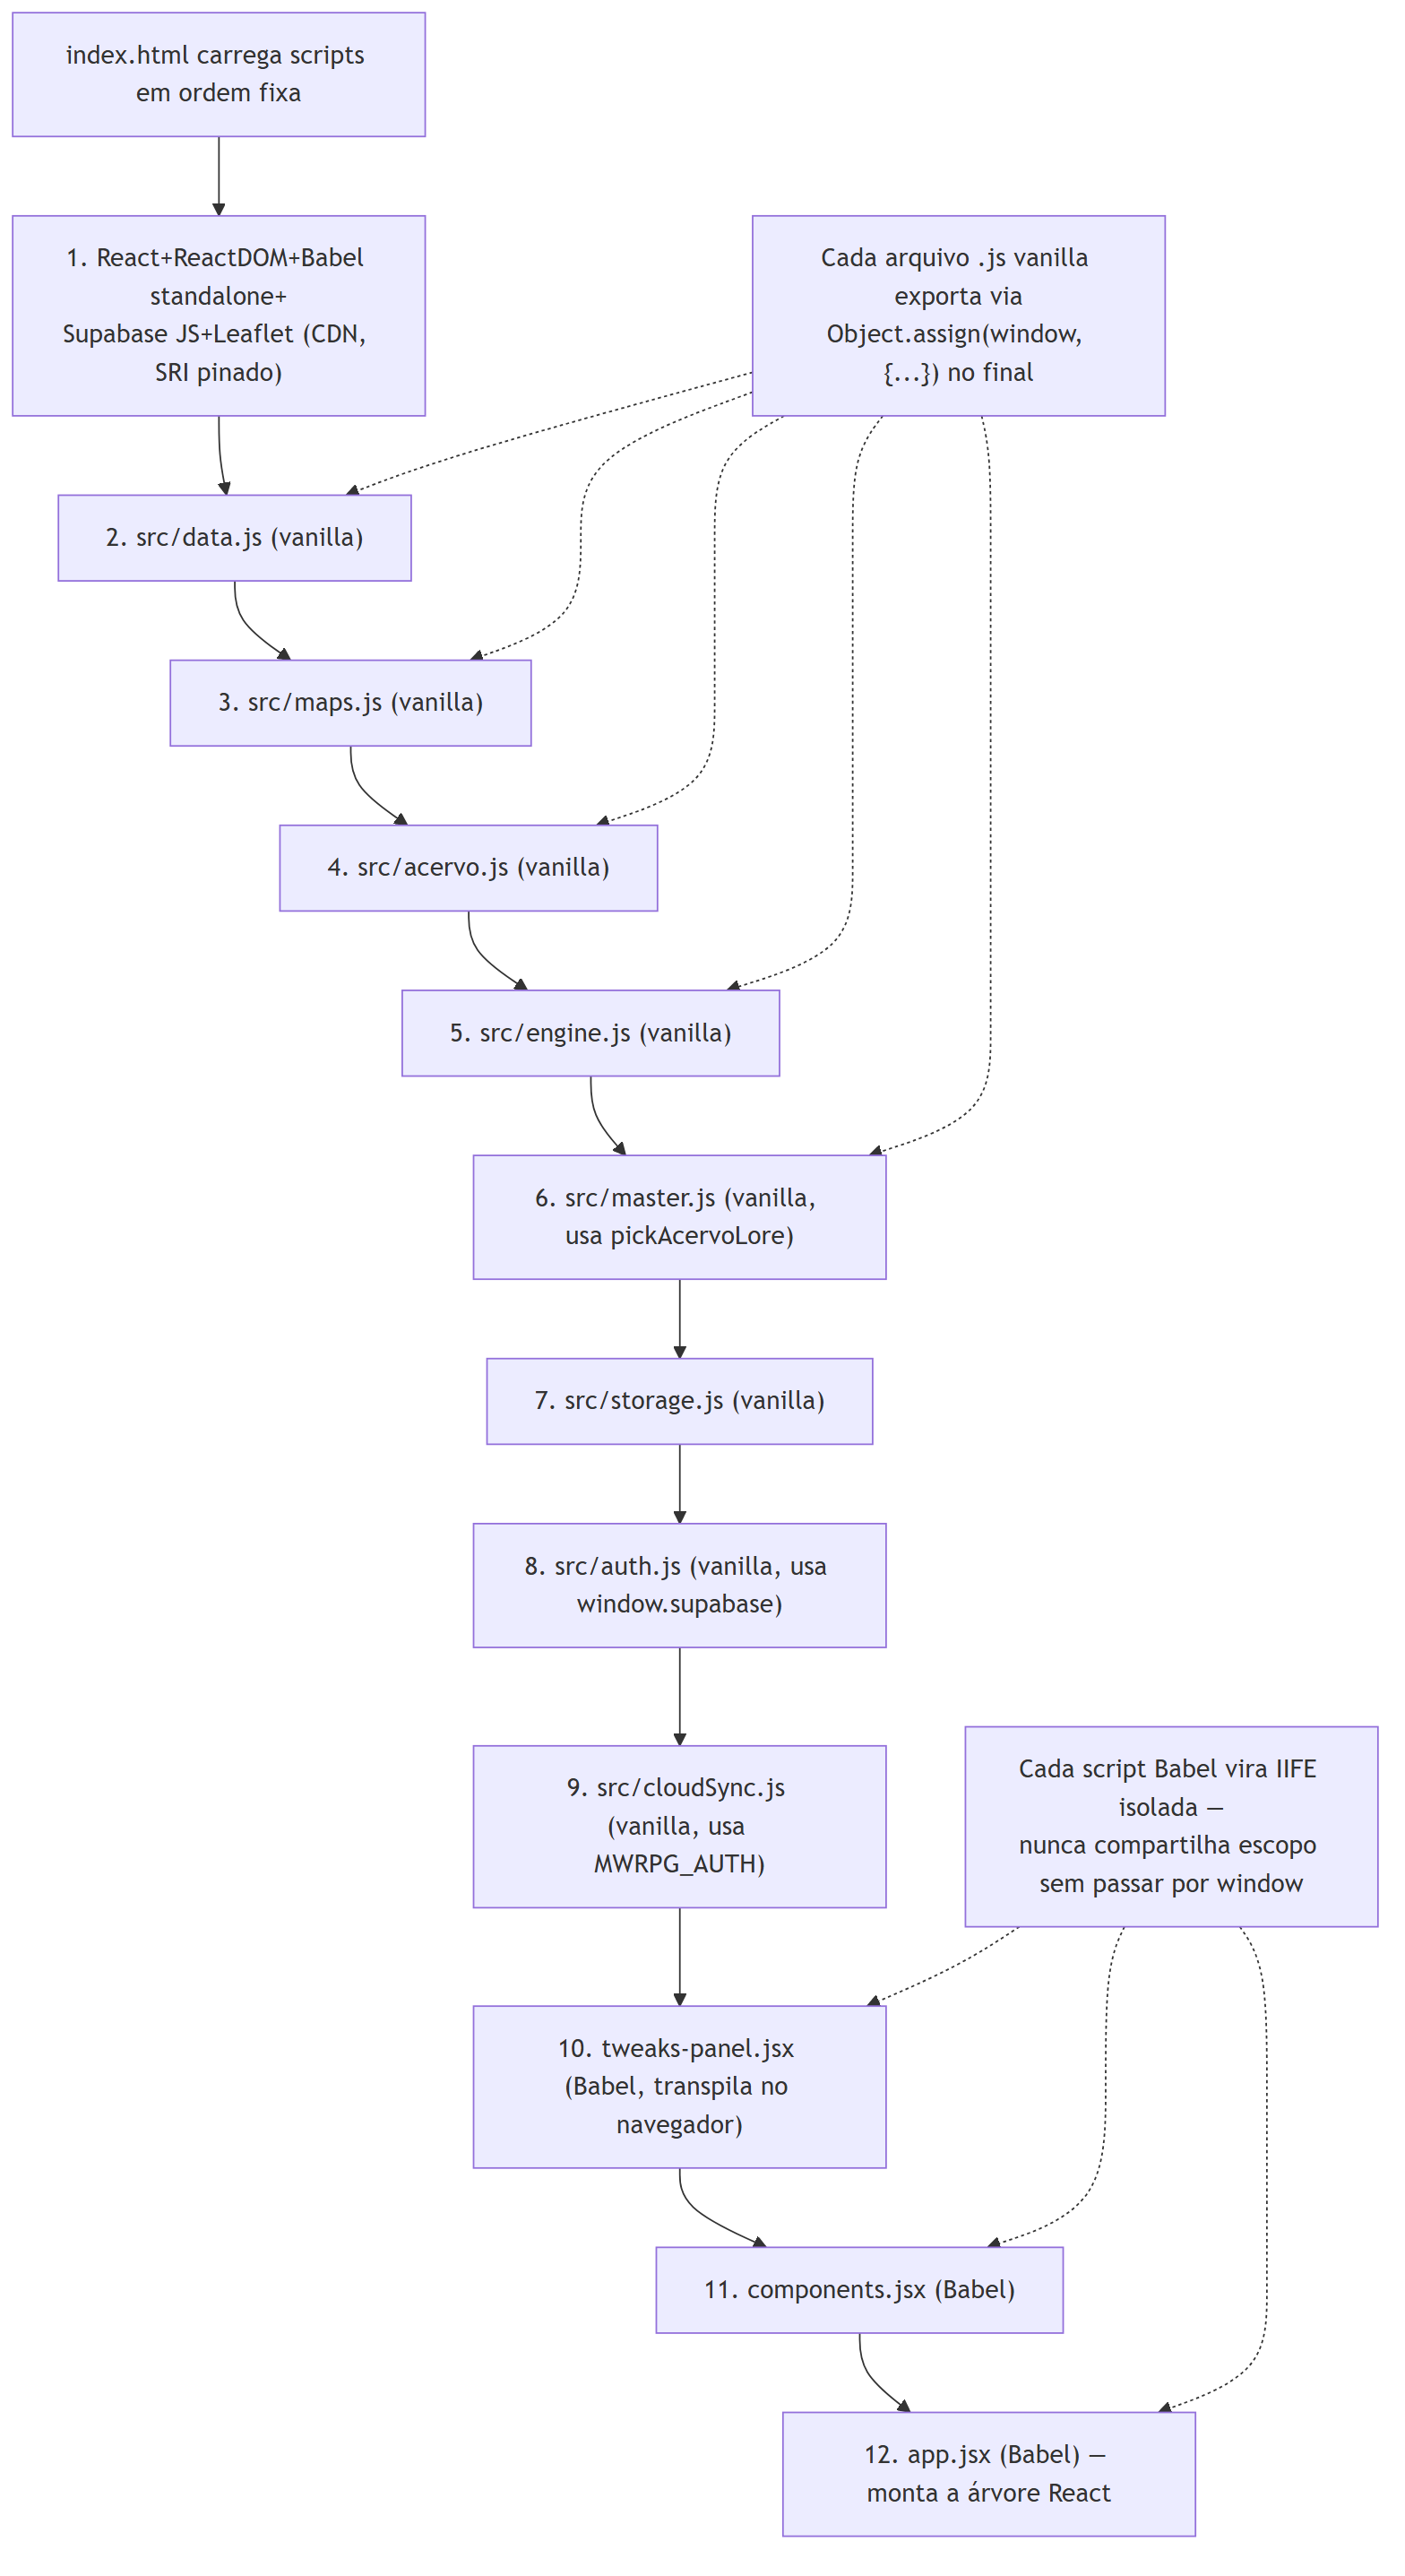 index.html carrega scripts
em ordem fixa
1. React+ReactDOM+Babel
standalone+
Supabase JS+Leaflet (CDN,
SRI pinado)
Cada arquivo .js vanilla
exporta via
Object.assign(window,
{...}) no final
2. src/data.js (vanilla)
3. src/maps.js (vanilla)
4. src/acervo.js (vanilla)
5. src/engine.js (vanilla)
6. src/master.js (vanilla,
usa pickAcervoLore)
7. src/storage.js (vanilla)
8. src/auth.js (vanilla, usa
window.supabase)
9. src/cloudSync.js
(vanilla, usa
MWRPG_AUTH)
Cada script Babel vira IIFE
isolada —
nunca compartilha escopo
sem passar por window
10. tweaks-panel.jsx
(Babel, transpila no
navegador)
11. components.jsx (Babel)
12. app.jsx (Babel) —
monta a árvore React